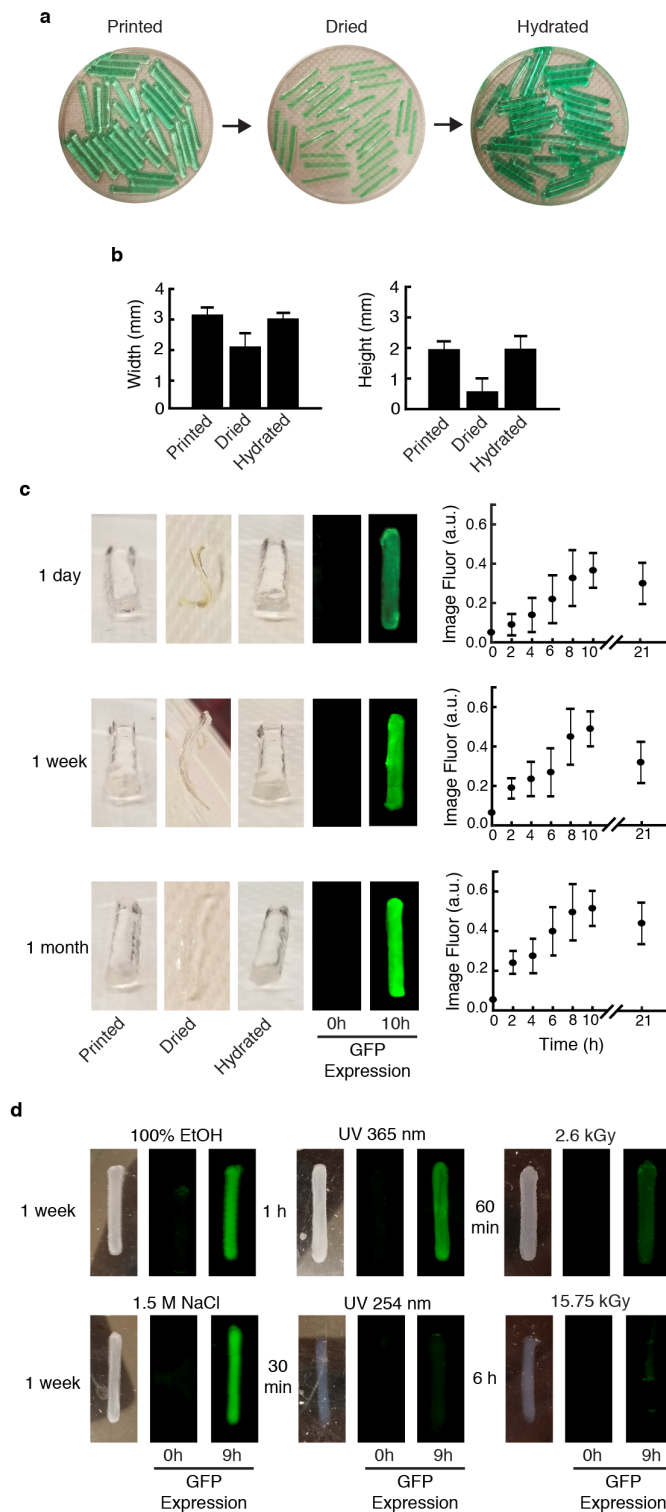 a
Printed Dried Hydrated
b
Width (mm)
4
3
2
1
0
Printed Dried Hydrated
Height (mm)
4
3
2
1
0
Printed Dried Hydrated
c
1 day
Image Fluor (a.u.)
0.6
0.4
0.2
0.0
0 2 4 6 8 10 21
1 week
Image Fluor (a.u.)
0.6
0.4
0.2
0.0
0 2 4 6 8 10 21
1 month
Image Fluor (a.u.)
0.6
0.4
0.2
0.0
0 2 4 6 8 10 21
Time (h)
Printed Dried Hydrated
0h 10h
GFP
Expression
d
100% EtOH UV 365 nm 2.6 kGy
1 week 1 h 60
min
1.5 M NaCl UV 254 nm 15.75 kGy
1 week 30
min 6 h
0h 9h 0h 9h 0h 9h
GFP GFP GFP
Expression Expression Expression